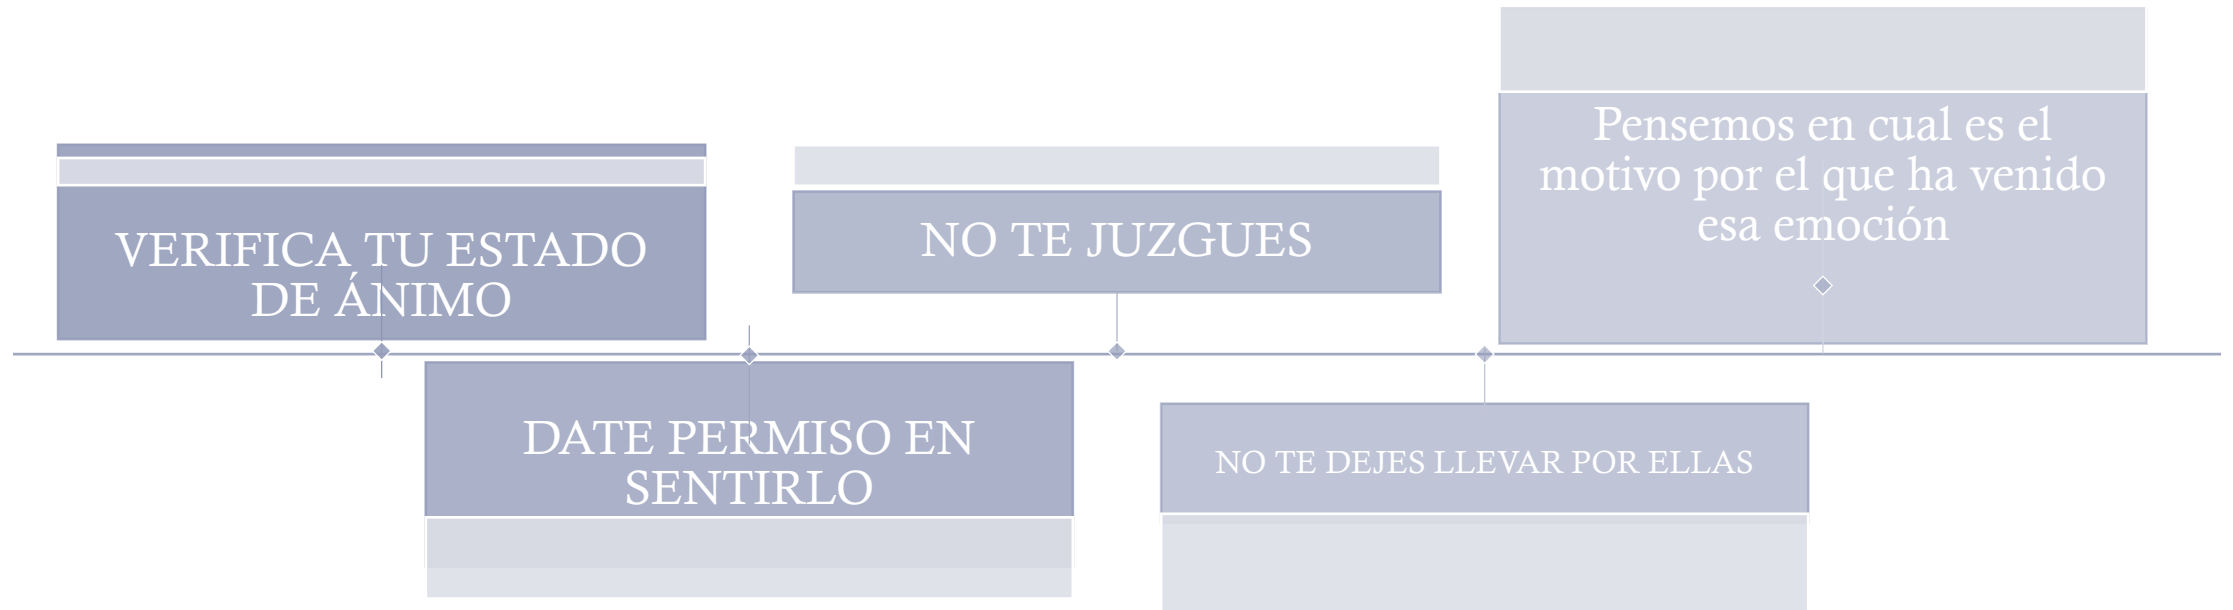 VERIFICA TU ESTADO
DE ÁNIMO
DATE PERMISO EN
SENTIRLO
NO TE JUZGUES
NO TE DEJES LLEVAR POR ELLAS
Pensemos en cual es el
motivo por el que ha venido
esa emoción